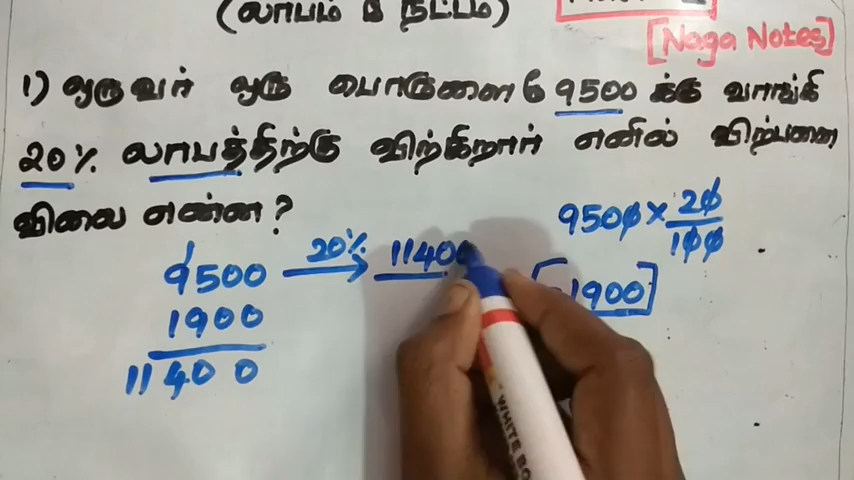 (லாபம் & நட்டம்)
[Naga Notes]
1) ஒருவர் ஒரு பொருளை ரூ 9500 க்கு வாங்கி
20% லாபத்திற்கு விற்கிறார் எனில் விற்பனை
விலை என்ன?
9500 × 20/100
9500 20% 11400
1900 1900
11400